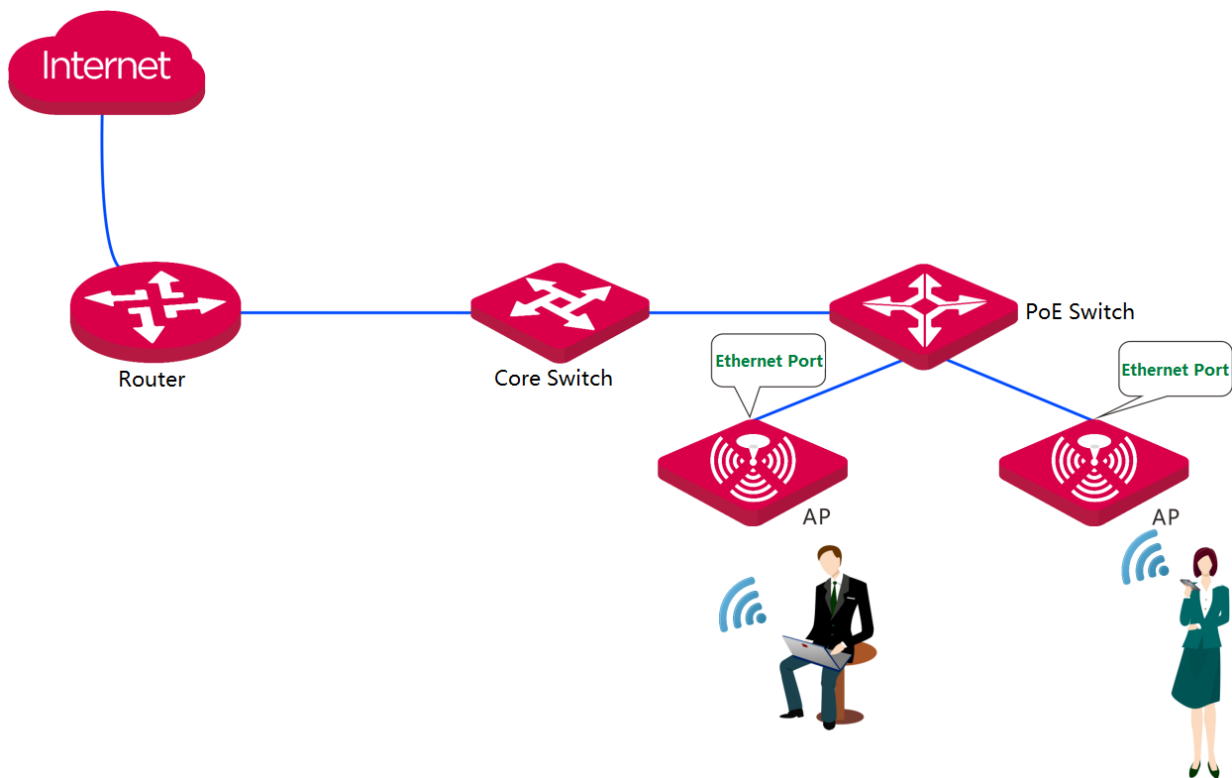 Internet
Router
Core Switch
PoE Switch
Ethernet Port
Ethernet Port
AP
AP